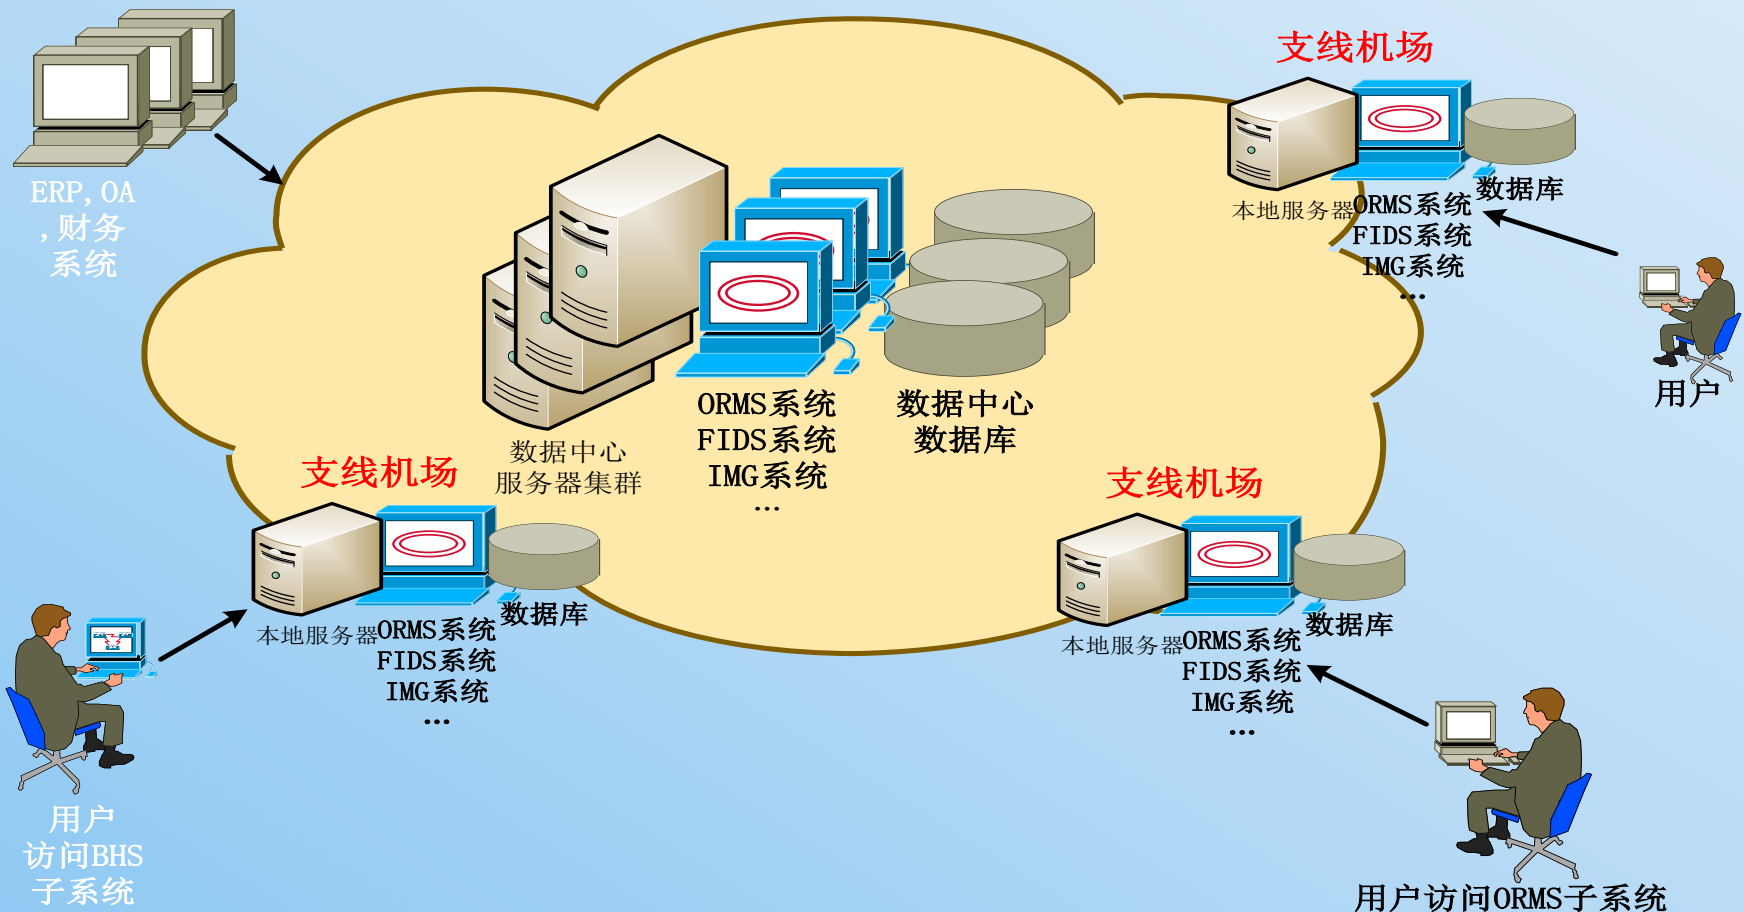 支线机场
ERP,OA
,财务
系统
数据库
本地服务器
ORMS系统
FIDS系统
IMG系统
...
用户
ORMS系统
FIDS系统
IMG系统
...
数据中心
数据库
数据中心
服务器集群
支线机场
数据库
本地服务器
ORMS系统
FIDS系统
IMG系统
...
支线机场
数据库
本地服务器
ORMS系统
FIDS系统
IMG系统
...
用户
访问BHS
子系统
用户访问ORMS子系统